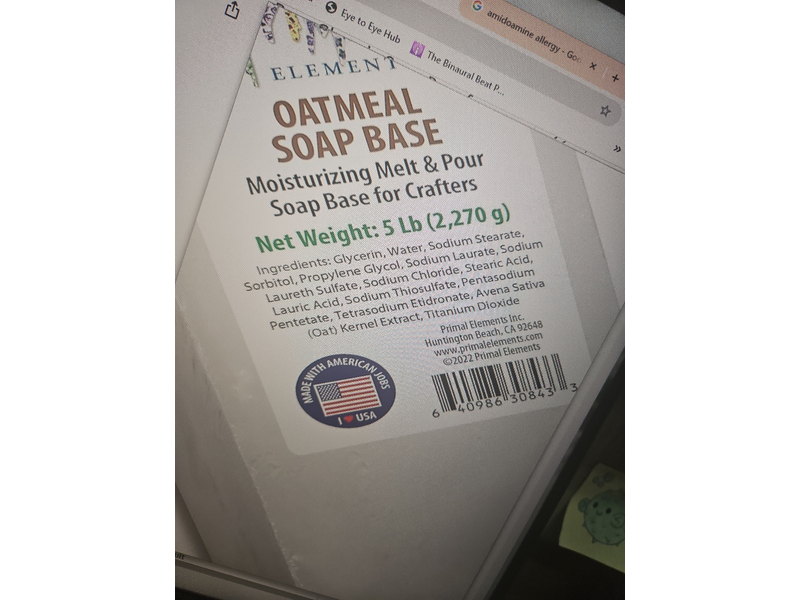 Eye to Eye Hub
The Binaural Beat P...
amidoamine allergy - Goo
ELEMENT
OATMEAL
SOAP BASE
Moisturizing Melt & Pour
Soap Base for Crafters
Net Weight: 5 Lb (2,270 g)
Ingredients: Glycerin, Water, Sodium Stearate,
Sorbitol, Propylene Glycol, Sodium Laurate, Sodium
Laureth Sulfate, Sodium Chloride, Stearic Acid,
Lauric Acid, Sodium Thiosulfate, Pentasodium
Pentetate, Tetrasodium Etidronate, Avena Sativa
(Oat) Kernel Extract, Titanium Dioxide
Primal Elements Inc.
Huntington Beach, CA 92648
www.primalelements.com
©2022 Primal Elements
MADE WITH AMERICAN JOBS
I ♥ USA
6 40986 30843 3